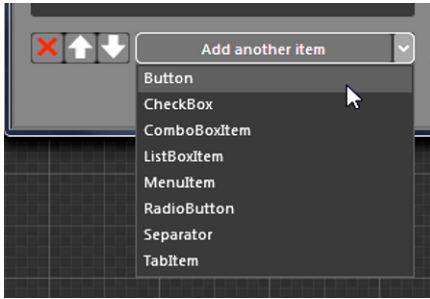 Add another item
Button
CheckBox
ComboBoxItem
ListBoxItem
MenuItem
RadioButton
Separator
TabItem